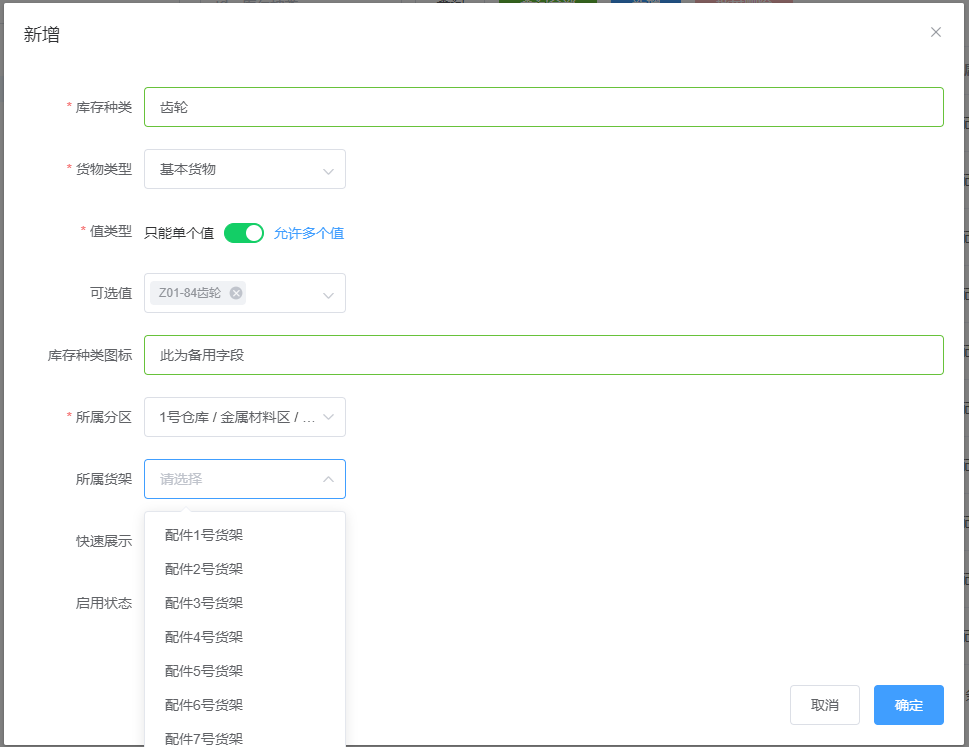 新增
* 库存种类 齿轮
* 货物类型 基本货物
* 值类型 只能单个值 允许多个值
可选值 Z01-84齿轮
库存种类图标 此为备用字段
* 所属分区 1号仓库 / 金属材料区 / ...
所属货架 请选择
配件1号货架
快速展示
配件2号货架
启用状态 配件3号货架
配件4号货架
配件5号货架
配件6号货架
取消 确定
配件7号货架